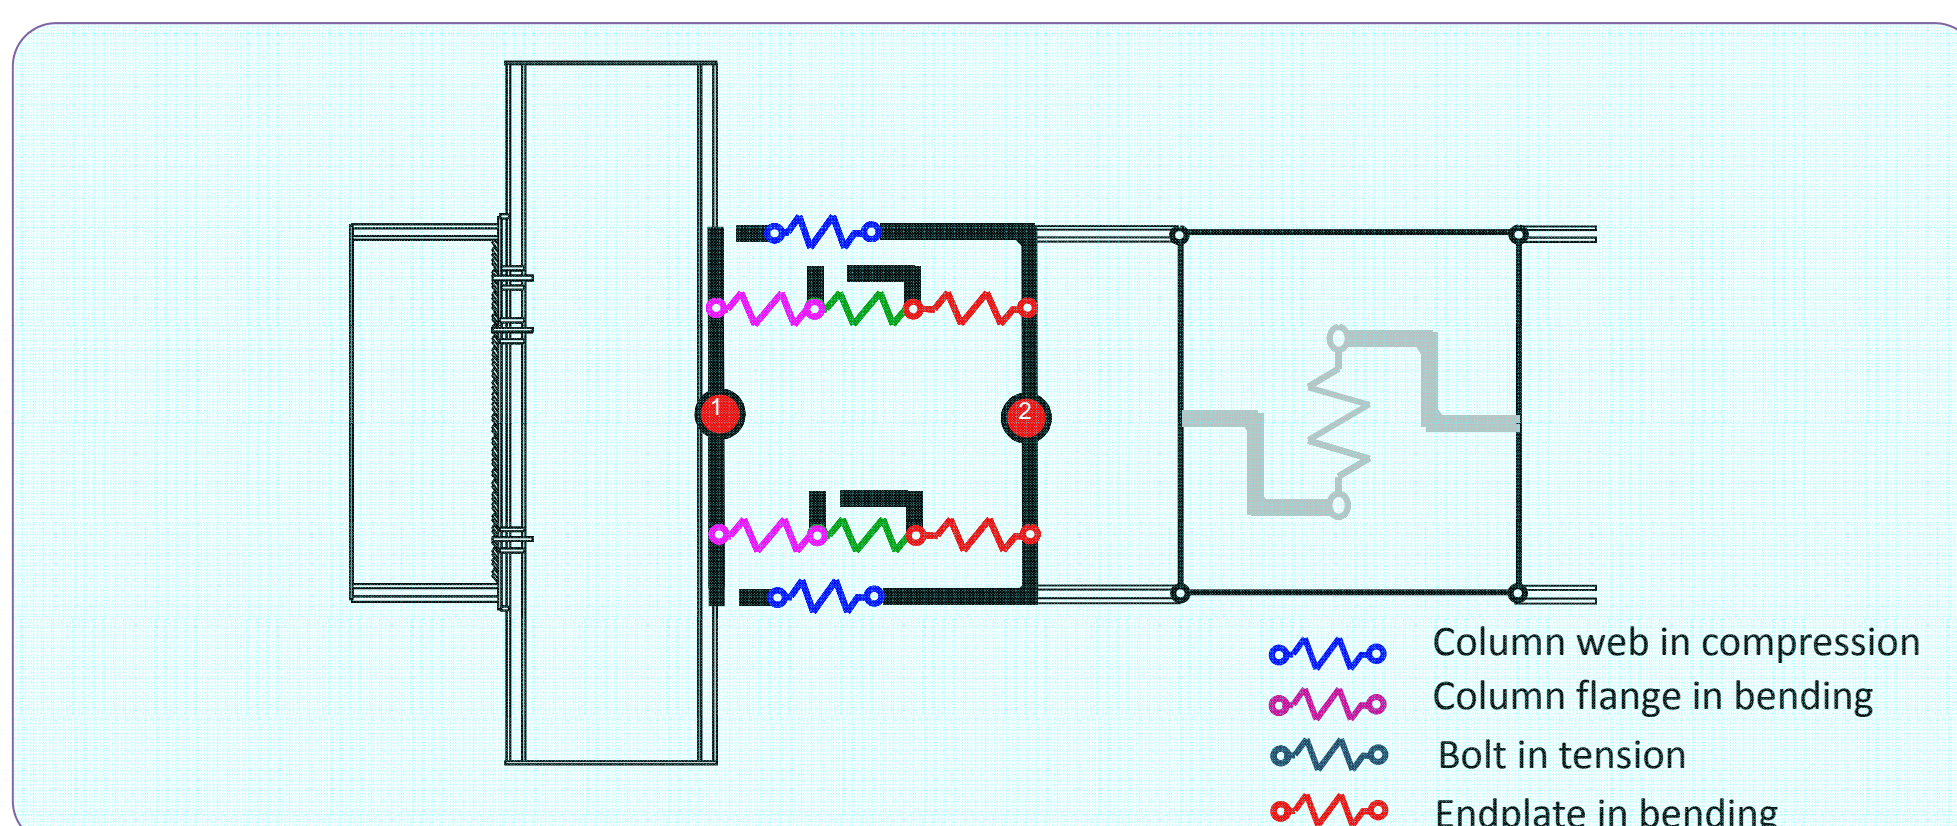 1
2
Column web in compression
Column flange in bending
Bolt in tension
Endplate in bending